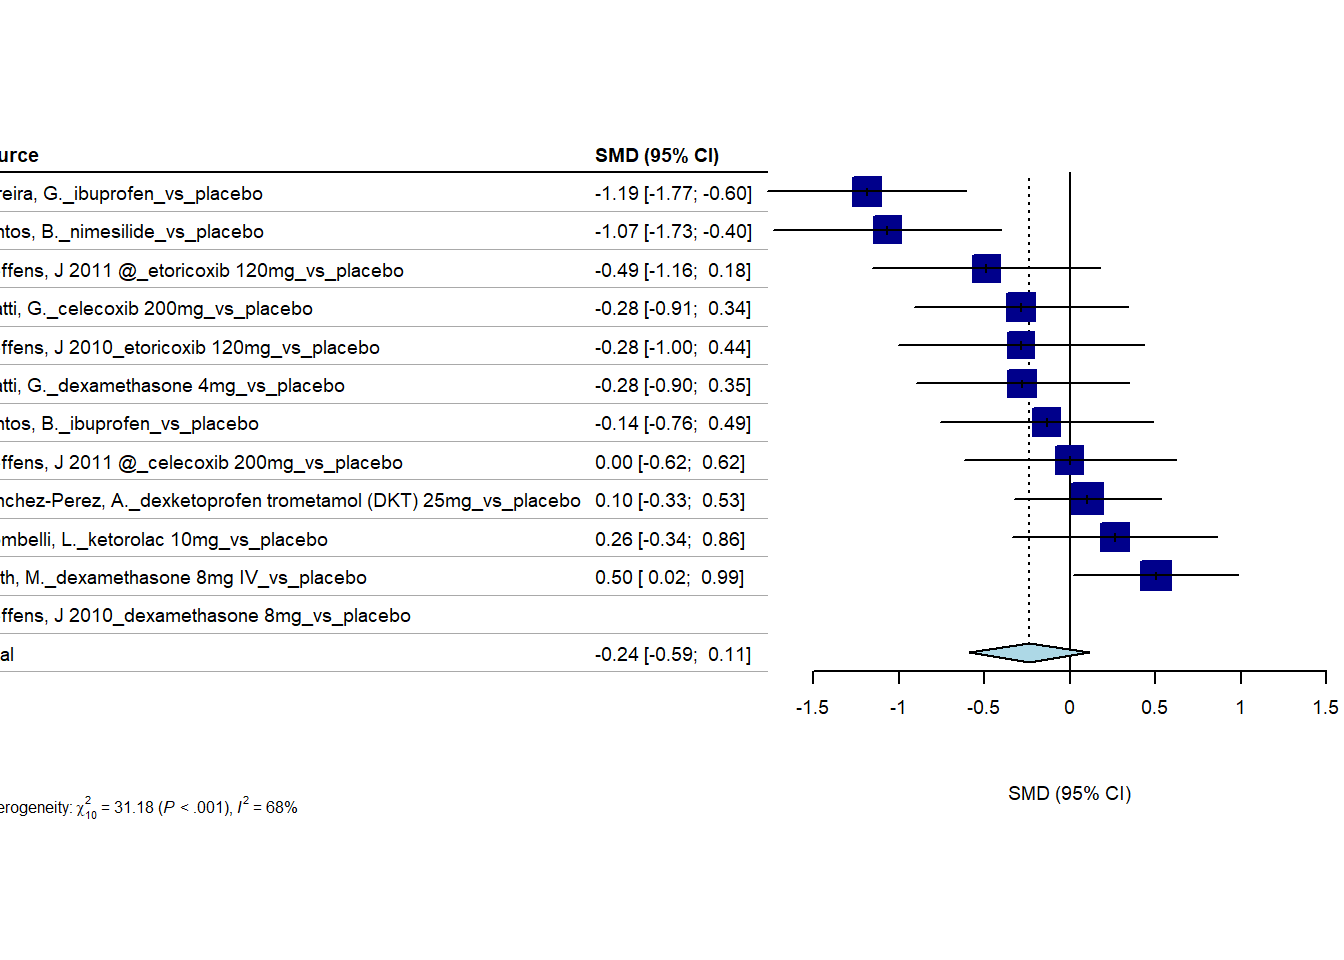 urce SMD (95% CI)
reira, G._ibuprofen_vs_placebo -1.19 [-1.77; -0.60]
ntos, B._nimesilide_vs_placebo -1.07 [-1.73; -0.40]
ffens, J 2011 @_etoricoxib 120mg_vs_placebo -0.49 [-1.16; 0.18]
atti, G._celecoxib 200mg_vs_placebo -0.28 [-0.91; 0.34]
ffens, J 2010_etoricoxib 120mg_vs_placebo -0.28 [-1.00; 0.44]
atti, G._dexamethasone 4mg_vs_placebo -0.28 [-0.90; 0.35]
ntos, B._ibuprofen_vs_placebo -0.14 [-0.76; 0.49]
ffens, J 2011 @_celecoxib 200mg_vs_placebo 0.00 [-0.62; 0.62]
nchez-Perez, A._dexketoprofen trometamol (DKT) 25mg_vs_placebo 0.10 [-0.33; 0.53]
ombelli, L._ketorolac 10mg_vs_placebo 0.26 [-0.34; 0.86]
th, M._dexamethasone 8mg IV_vs_placebo 0.50 [ 0.02; 0.99]
ffens, J 2010_dexamethasone 8mg_vs_placebo
al -0.24 [-0.59; 0.11]
-1.5 -1 -0.5 0 0.5 1 1.5
SMD (95% CI)
erogeneity: χ²₁₀ = 31.18 (P < .001), I² = 68%